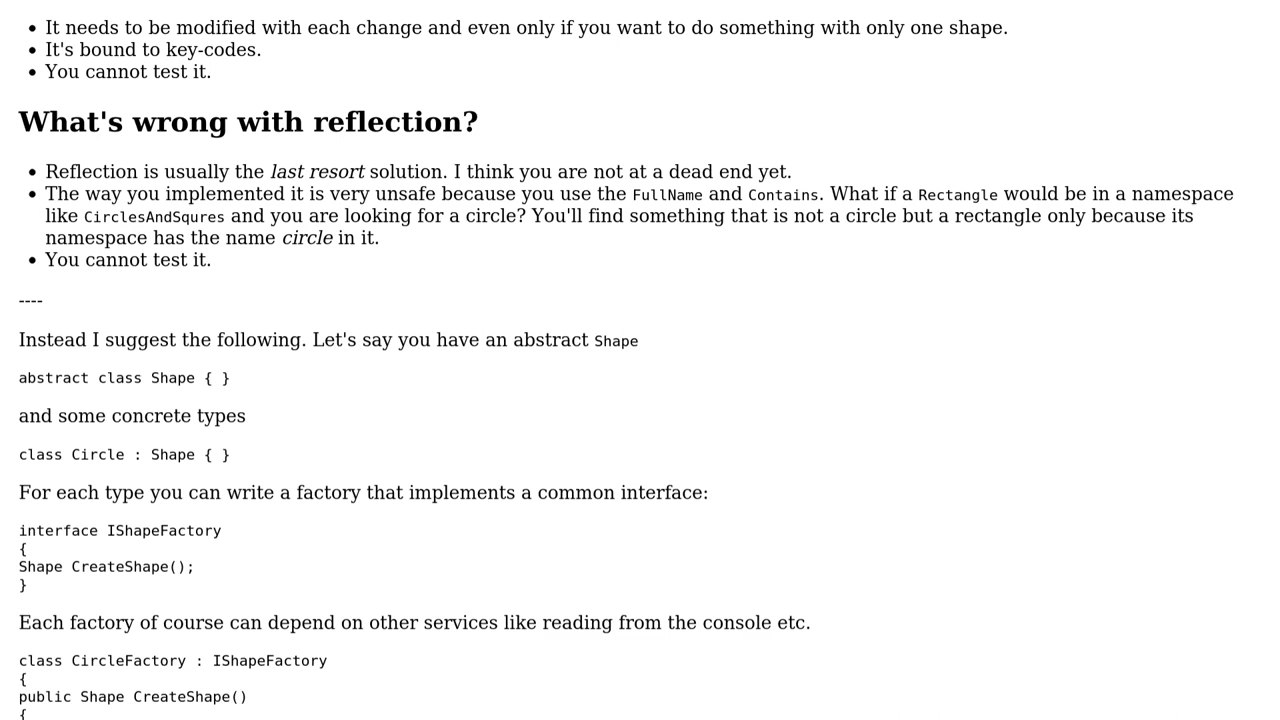 • It needs to be modified with each change and even only if you want to do something with only one shape.
• It's bound to key-codes.
• You cannot test it.
What's wrong with reflection?
• Reflection is usually the last resort solution. I think you are not at a dead end yet.
• The way you implemented it is very unsafe because you use the FullName and Contains. What if a Rectangle would be in a namespace
like CirclesAndSqures and you are looking for a circle? You'll find something that is not a circle but a rectangle only because its
namespace has the name circle in it.
• You cannot test it.
----
Instead I suggest the following. Let's say you have an abstract Shape
abstract class Shape { }
and some concrete types
class Circle : Shape { }
For each type you can write a factory that implements a common interface:
interface IShapeFactory
{
Shape CreateShape();
}
Each factory of course can depend on other services like reading from the console etc.
class CircleFactory : IShapeFactory
{
public Shape CreateShape()
{